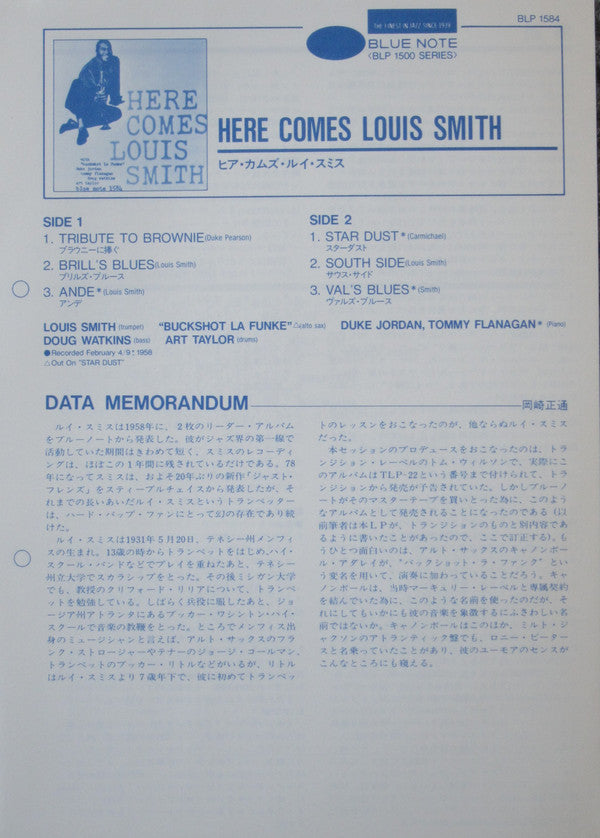 THE FINEST IN JAZZ SINCE 1939
BLP 1584
BLUE NOTE
〈BLP 1500 SERIES〉
HERE
COMES
LOUIS
SMITH
with
"buckshot la funke"
duke jordan
tommy flanagan
doug watkins
art taylor
blue note 1584
HERE COMES LOUIS SMITH
ヒア・カムズ・ルイ・スミス
SIDE 1
1. TRIBUTE TO BROWNIE(Duke Pearson)
ブラウニーに捧ぐ
2. BRILL'S BLUES(Louis Smith)
ブリルズ・ブルース
3. ANDE*(Louis Smith)
アンデ
SIDE 2
1. STAR DUST*(Carmichael)
スターダスト
2. SOUTH SIDE(Louis Smith)
サウス・サイド
3. VAL'S BLUES*(Smith)
ヴァルズ・ブルース
LOUIS SMITH (trumpet) "BUCKSHOT LA FUNKE"△(alto sax) DUKE JORDAN, TOMMY FLANAGAN* (Piano)
DOUG WATKINS (bass) ART TAYLOR (drums)
●Recorded February 4/9*, 1958
△Out On "STAR DUST"
DATA MEMORANDUM
岡崎正通
ルイ・スミスは1958年に、2枚のリーダー・アルバム
をブルーノートから発表した。彼がジャズ界の第一線で
活動していた期間はきわめて短く、スミスのレコーディ
ングは、ほぼこの1年間に残されているだけである。78
年になってスミスは、およそ20年ぶりの新作「ジャスト・
フレンズ」をスティープルチェイスから発表したが、そ
れまでの長いあいだルイ・スミスというトランペッター
は、ハード・バップ・ファンにとって幻の存在であり続
けた。
ルイ・スミスは1931年5月20日、テネシー州メンフィ
スの生まれ。13歳の時からトランペットをはじめ、ハイ・
スクール・バンドなどでプレイを重ねたあと、テネシー
州立大学でスカラシップをとった。その後ミシガン大学
でも、教授のクリフォード・リリアについて、トランペ
ットを勉強している。しばらく兵役に服したあと、ジョ
ージア州アトランタにあるブッカー・ワシントン・ハイ・
スクールで音楽の教鞭をとった。ところでメンフィス出
身のミュージシャンと言えば、アルト・サックスのフラ
ンク・ストロージャーやテナーのジョージ・コールマン、
トランペットのブッカー・リトルなどがいるが、リトル
はルイ・スミスより7歳年下で、彼に初めてトランペッ
トのレッスンをおこなったのが、他ならぬルイ・スミス
だった。
本セッションのプロデュースをおこなったのは、トラ
ンジション・レーベルのトム・ウィルソンで、実際にこ
のアルバムはTLP-22という番号まで付けられて、トラ
ンジションから発売が予告されていた。しかしブルーノ
ートがそのマスターテープを買いとった為に、このよう
なアルバムとして発売されることになったのである(以
前筆者は本LPが、トランジションのものと別内容であ
るように書いたことがあったので、ここで訂正する)。も
うひとつ面白いのは、アルト・サックスのキャノンボー
ル・アダレイが、"バックショット・ラ・ファンク" とい
う変名を用いて、演奏に加わっていることだろう。キャ
ノンボールは、当時マーキュリー・レーベルと専属契約
を結んでいた為に、このような名前を使ったのだが、そ
れにしてもいかにも彼の音楽を象徴するにふさわしい名
前ではないか。キャノンボールはこのほか、ミルト・ジ
ャクソンのアトランティック盤でも、ロニー・ピーター
スと名乗っていたことがあり、彼のユーモアのセンスが
こんなところにも窺える。